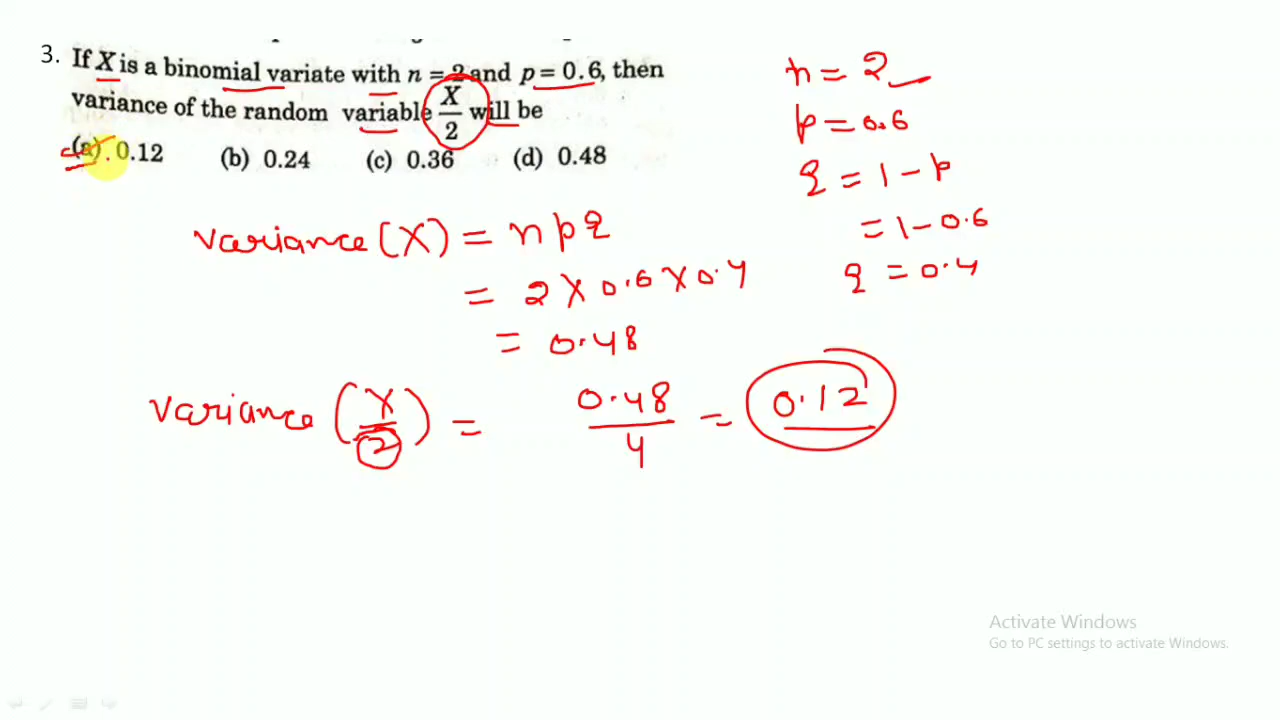 3. If X is a binomial variate with n = 2 and p = 0.6, then
variance of the random variable X/2 will be
(a) 0.12 (b) 0.24 (c) 0.36 (d) 0.48
n = 2
p = 0.6
q = 1 - p
= 1 - 0.6
q = 0.4
variance (X) = npq
= 2 X 0.6 X 0.4
= 0.48
variance (X/2) = 0.48/4 = 0.12
Activate Windows
Go to PC settings to activate Windows.